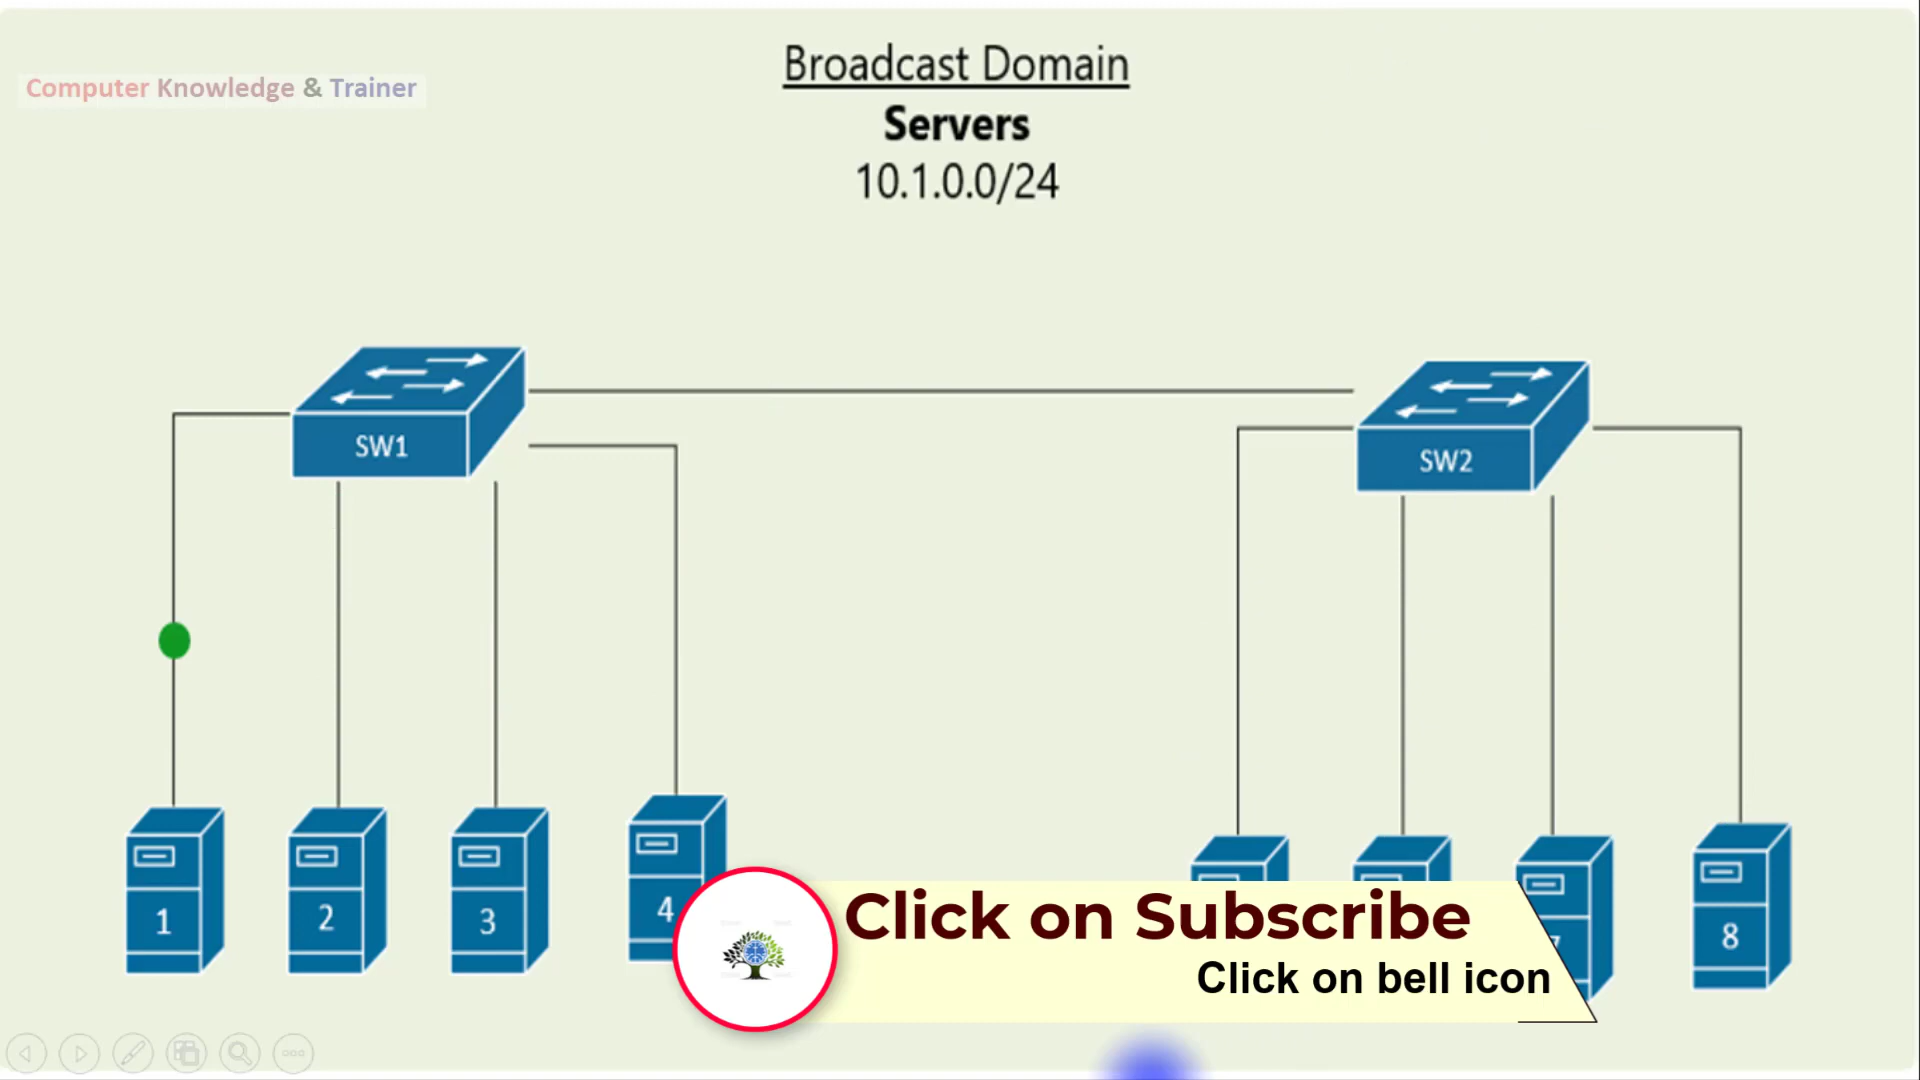 Broadcast Domain
Computer Knowledge & Trainer
Servers
10.1.0.0/24
SW1
SW2
1
2
3
4
7
8
Click on Subscribe
Click on bell icon